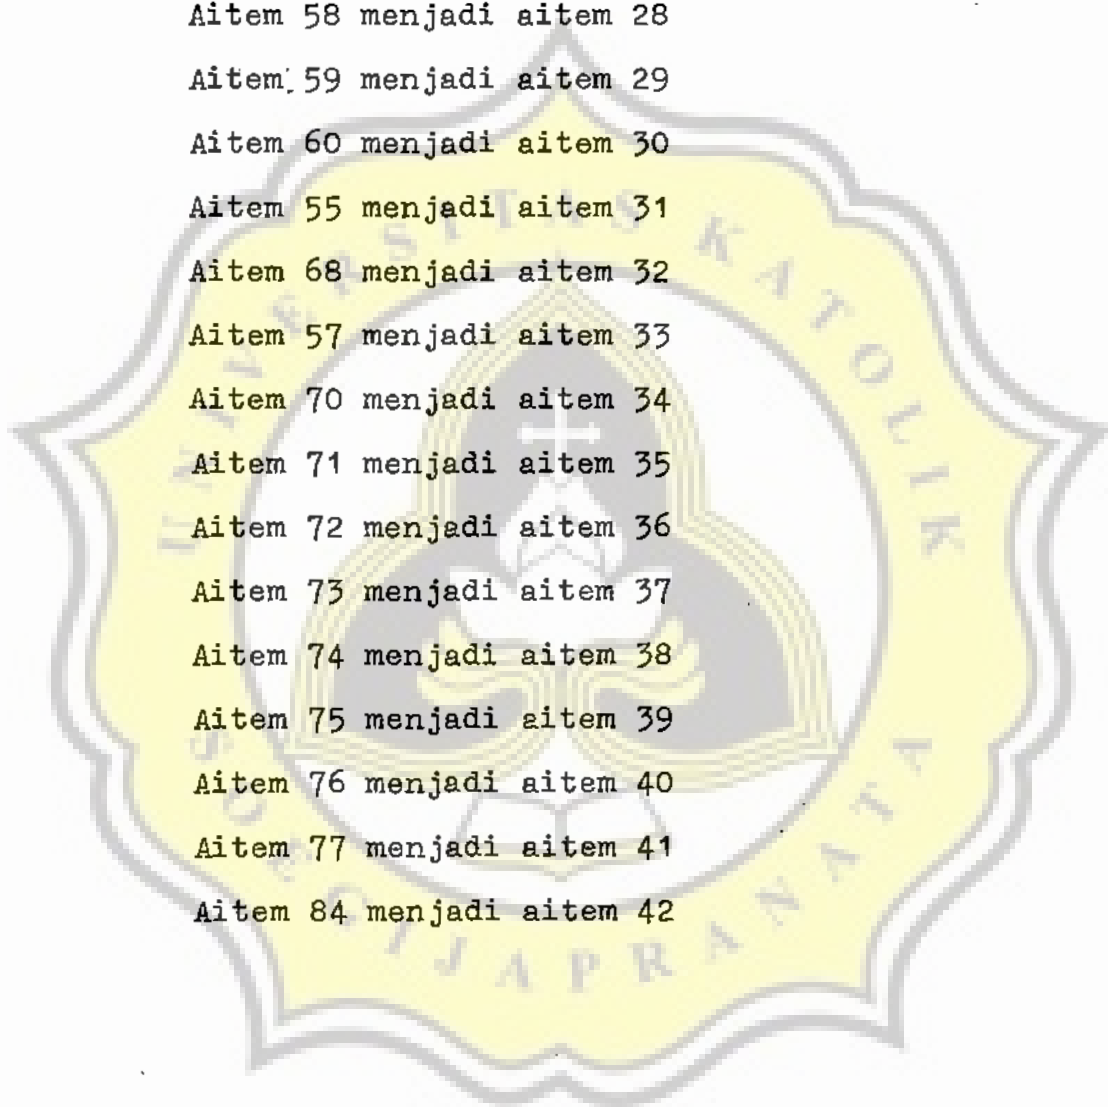 Aitem 58 menjadi aitem 28
Aitem 59 menjadi aitem 29
Aitem 60 menjadi aitem 30
Aitem 55 menjadi aitem 31
Aitem 68 menjadi aitem 32
Aitem 57 menjadi aitem 33
Aitem 70 menjadi aitem 34
Aitem 71 menjadi aitem 35
Aitem 72 menjadi aitem 36
Aitem 73 menjadi aitem 37
Aitem 74 menjadi aitem 38
Aitem 75 menjadi aitem 39
Aitem 76 menjadi aitem 40
Aitem 77 menjadi aitem 41
Aitem 84 menjadi aitem 42
UNIVERSITAS KATOLIK
SOEGIJAPRANATA